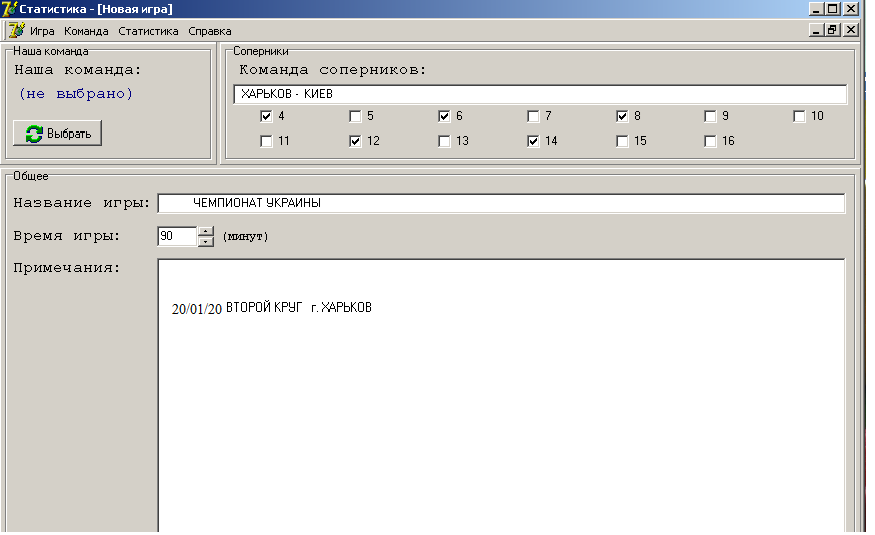 Статистика - [Новая игра]
Игра Команда Статистика Справка
Наша команда
Наша команда:
(не выбрано)
Выбрать
Соперники
Команда соперников:
ХАРЬКОВ - КИЕВ
4 5 6 7 8 9 10
11 12 13 14 15 16
Общее
Название игры: ЧЕМПИОНАТ УКРАИНЫ
Время игры: 90 (минут)
Примечания:
20/01/20 ВТОРОЙ КРУГ г. ХАРЬКОВ